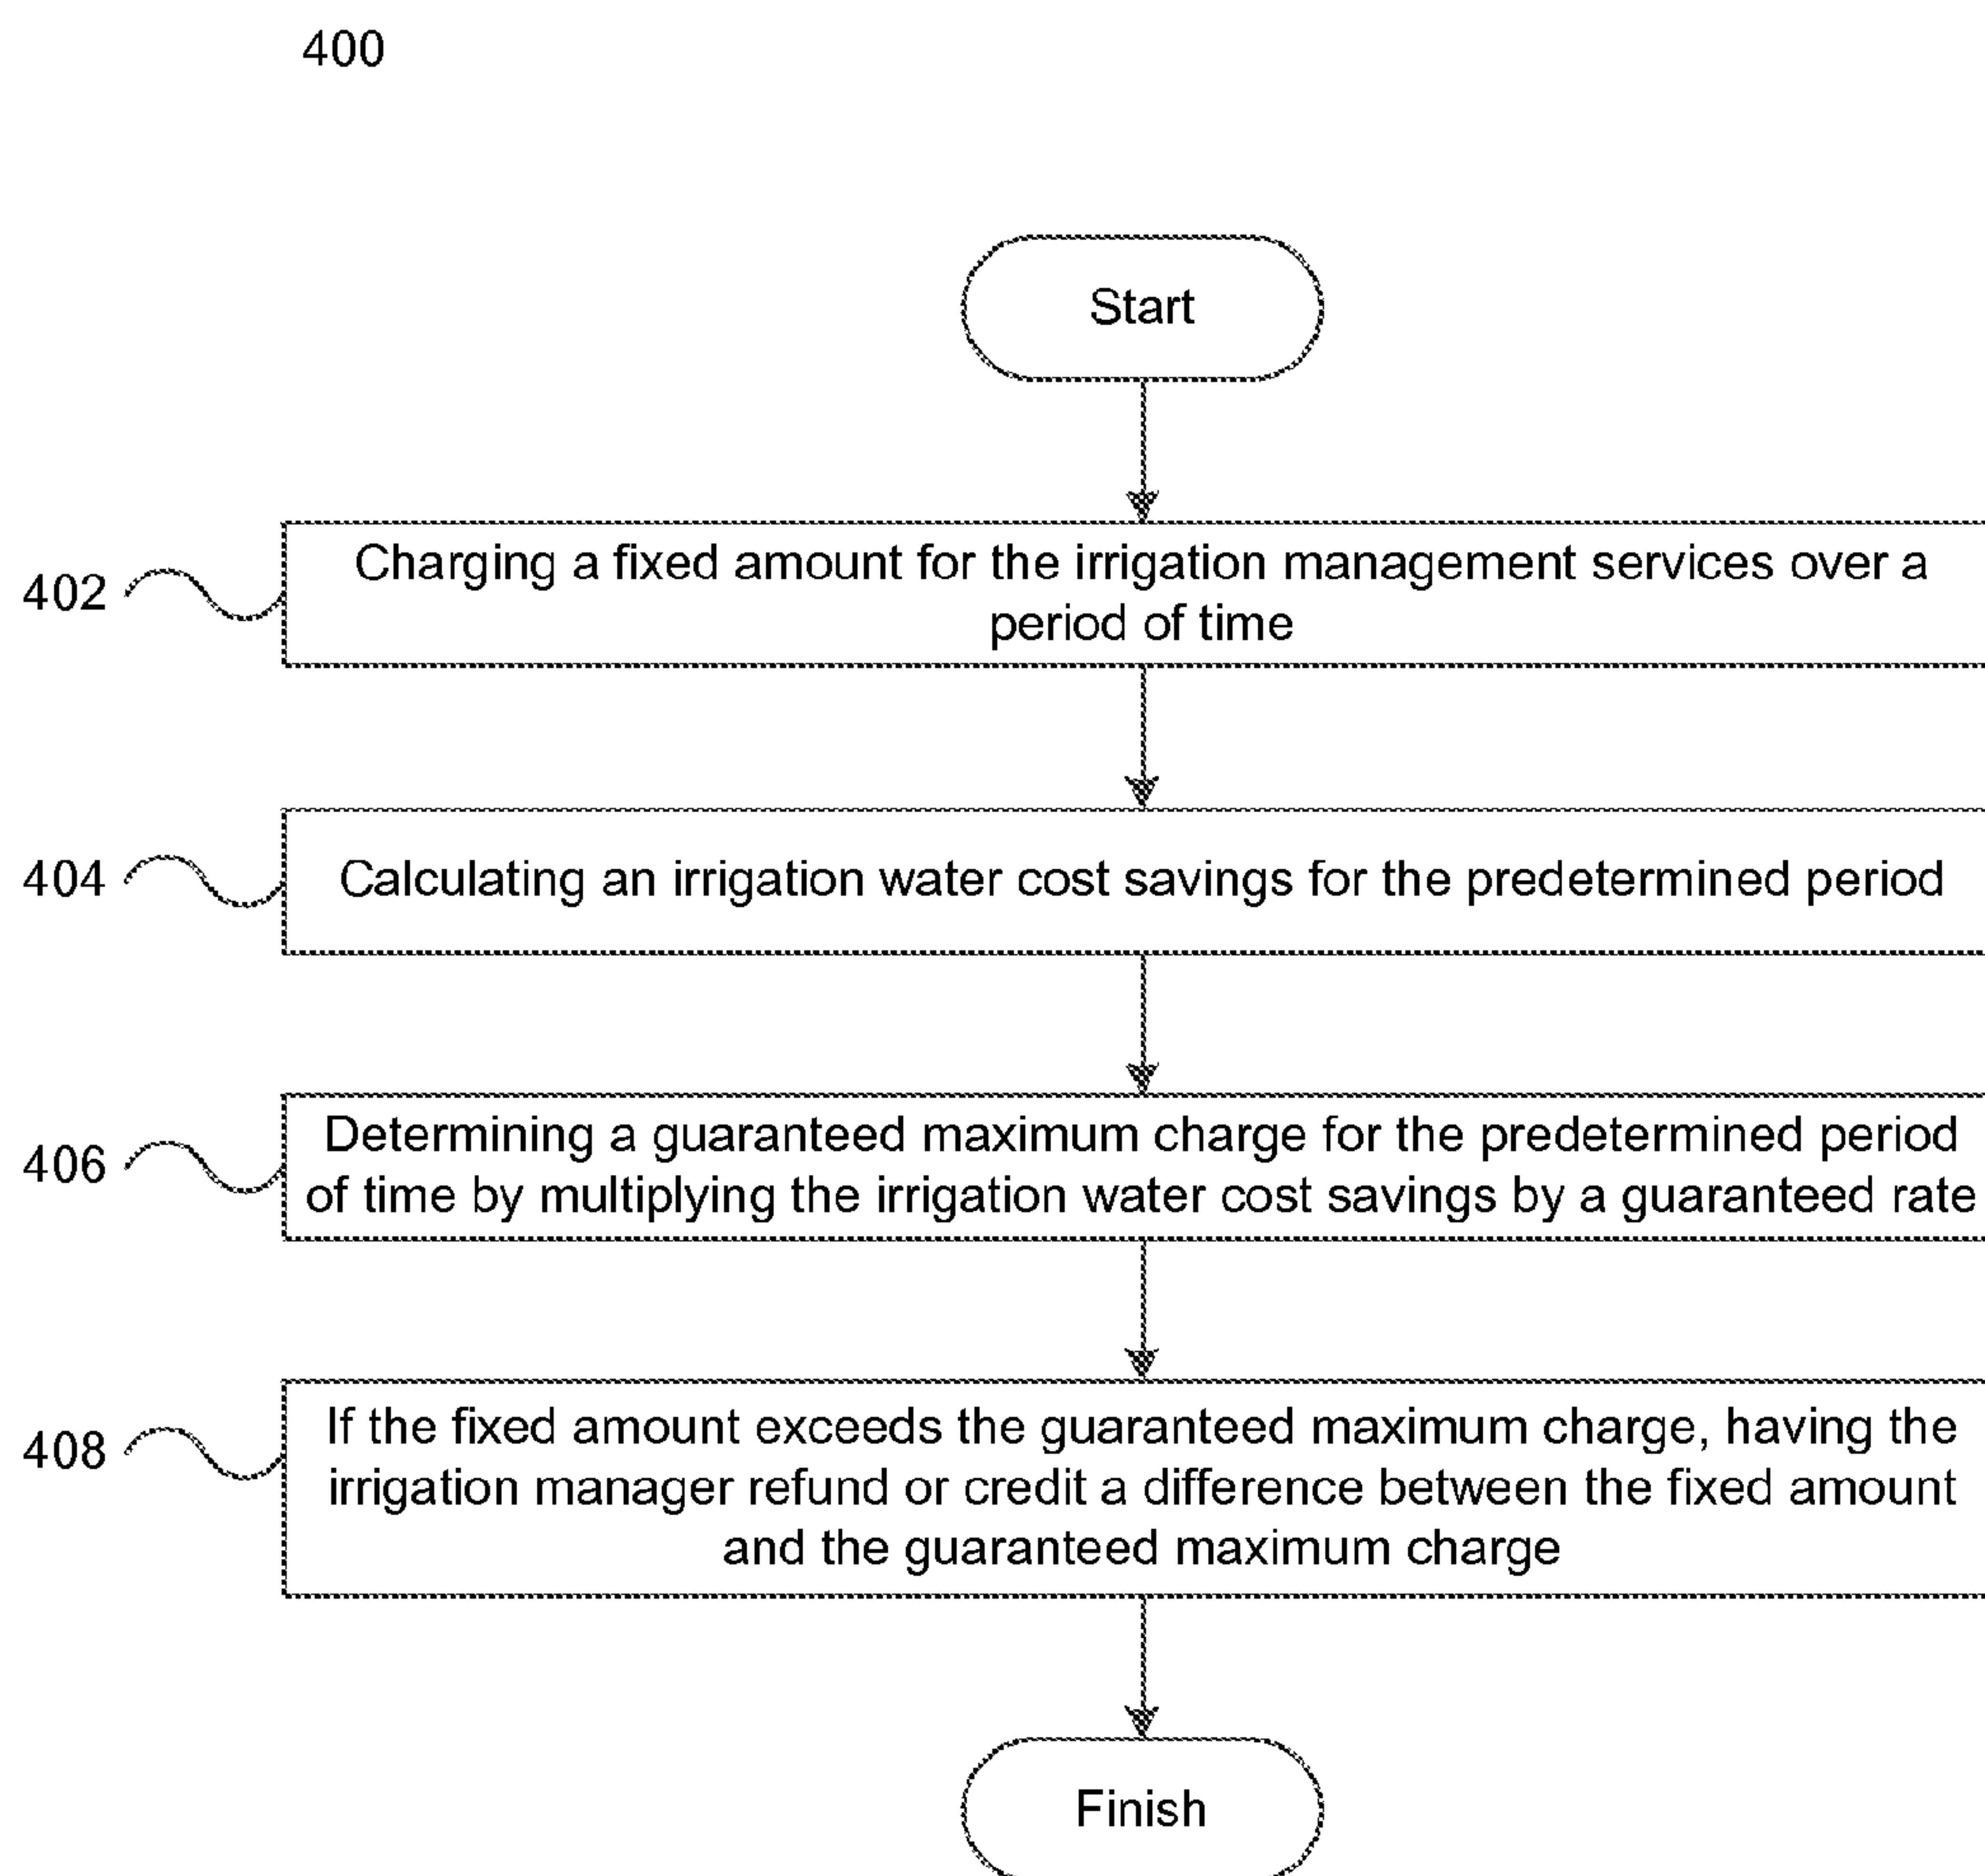 400
Start
402
Charging a fixed amount for the irrigation management services over a
period of time
404
Calculating an irrigation water cost savings for the predetermined period
406
Determining a guaranteed maximum charge for the predetermined period
of time by multiplying the irrigation water cost savings by a guaranteed rate
408
If the fixed amount exceeds the guaranteed maximum charge, having the
irrigation manager refund or credit a difference between the fixed amount
and the guaranteed maximum charge
Finish